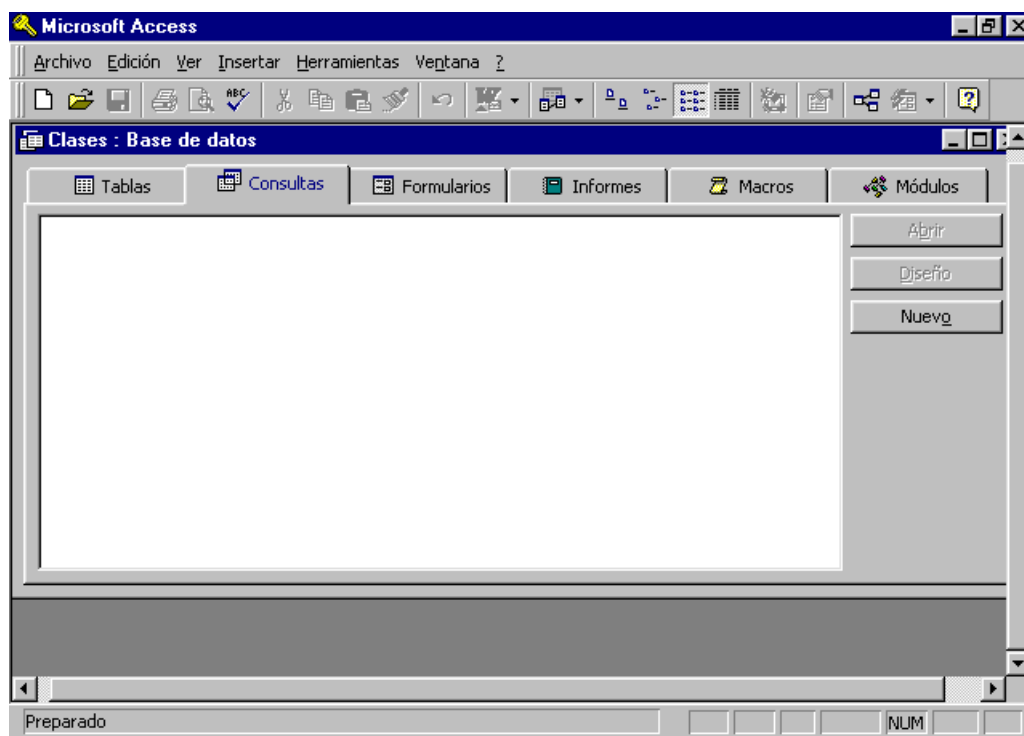 Microsoft Access
Archivo Edición Ver Insertar Herramientas Ventana ?
ABC
Clases : Base de datos
Tablas Consultas Formularios Informes Macros Módulos
Abrir
Diseño
Nuevo
Preparado NUM